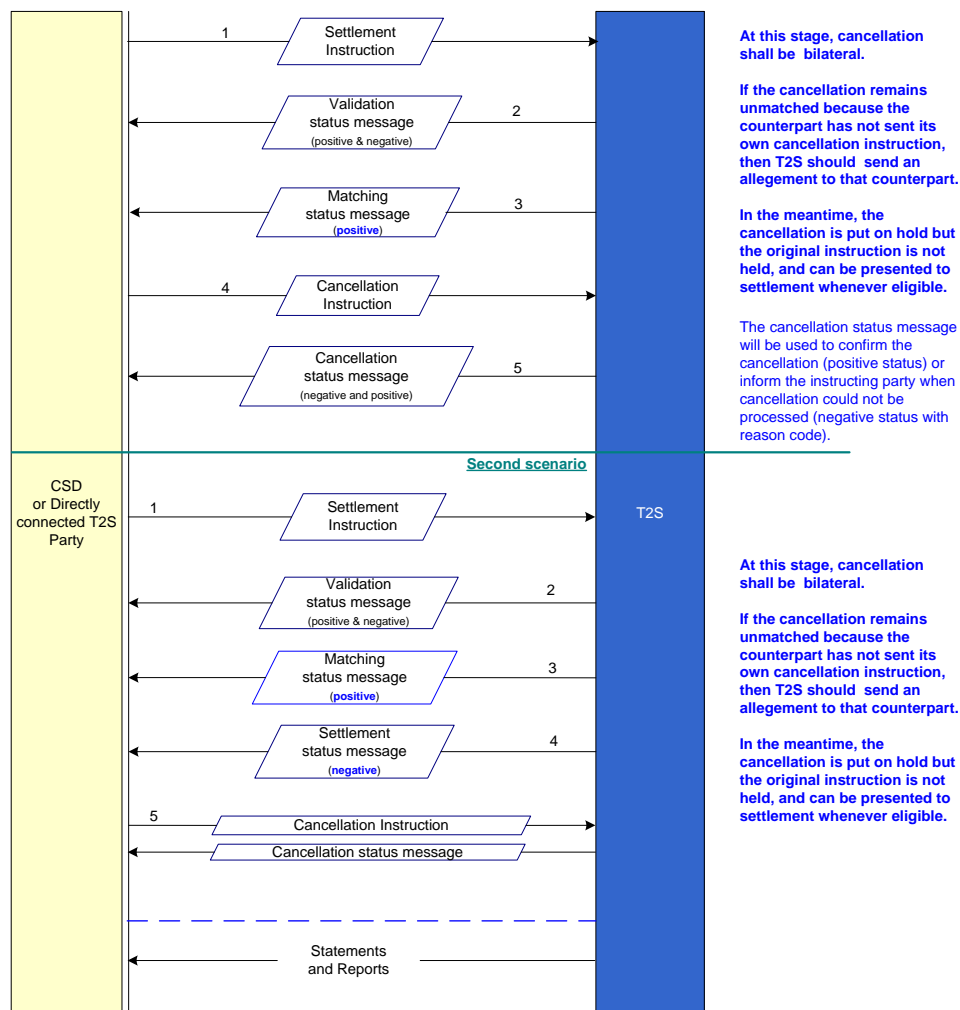 1
Settlement
Instruction
Validation
status message
(positive & negative)
2
Matching
status message
(positive)
3
4
Cancellation
Instruction
Cancellation
status message
(negative and positive)
5
At this stage, cancellation
shall be  bilateral.
If the cancellation remains
unmatched because the
counterpart has not sent its
own cancellation instruction,
then T2S should  send an
allegement to that counterpart.
In the meantime, the
cancellation is put on hold but
the original instruction is not
held, and can be presented to
settlement whenever eligible.
The cancellation status message
will be used to confirm the
cancellation (positive status) or
inform the instructing party when
cancellation could not be
processed (negative status with
reason code).
Second scenario
CSD
or Directly
connected T2S
Party
T2S
1
Settlement
Instruction
Validation
status message
(positive & negative)
2
Matching
status message
(positive)
3
Settlement
status message
(negative)
4
5
Cancellation Instruction
Cancellation status message
Statements
and Reports
At this stage, cancellation
shall be  bilateral.
If the cancellation remains
unmatched because the
counterpart has not sent its
own cancellation instruction,
then T2S should  send an
allegement to that counterpart.
In the meantime, the
cancellation is put on hold but
the original instruction is not
held, and can be presented to
settlement whenever eligible.